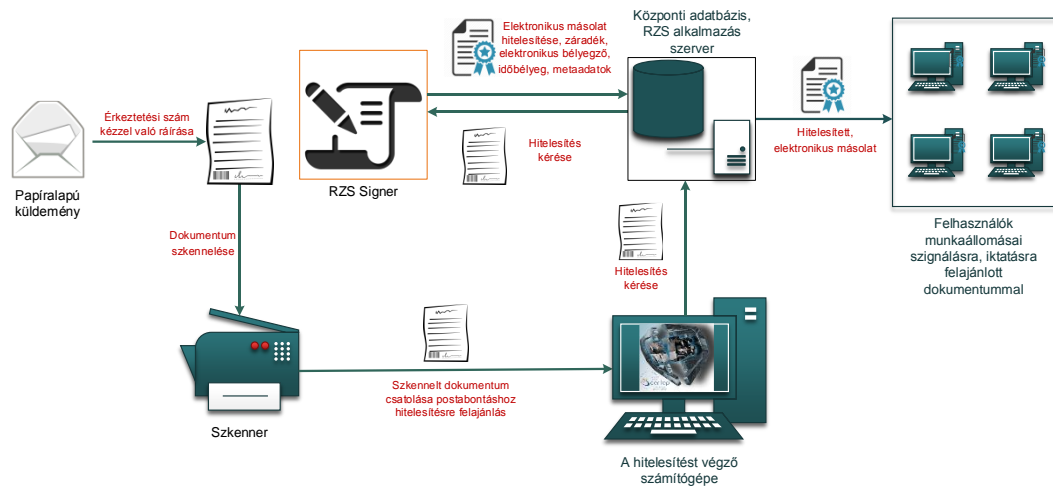 Érkeztetési szám
kézzel való ráírása
Papíralapú
küldemény
RZS Signer
Elektronikus másolat
hitelesítése, záradék,
elektronikus bélyegző,
időbélyeg, metaadatok
Hitelesítés
kérése
Központi adatbázis,
RZS alkalmazás
szerver
Hitelesített,
elektronikus másolat
Felhasználók
munkaállomásai
szignálásra, iktatásra
felajánlott
dokumentummal
Dokumentum
szkennelése
Szkenner
Szkennelt dokumentum
csatolása postabontáshoz
hitelesítésre felajánlás
Hitelesítés
kérése
A hitelesítést végző
számítógépe